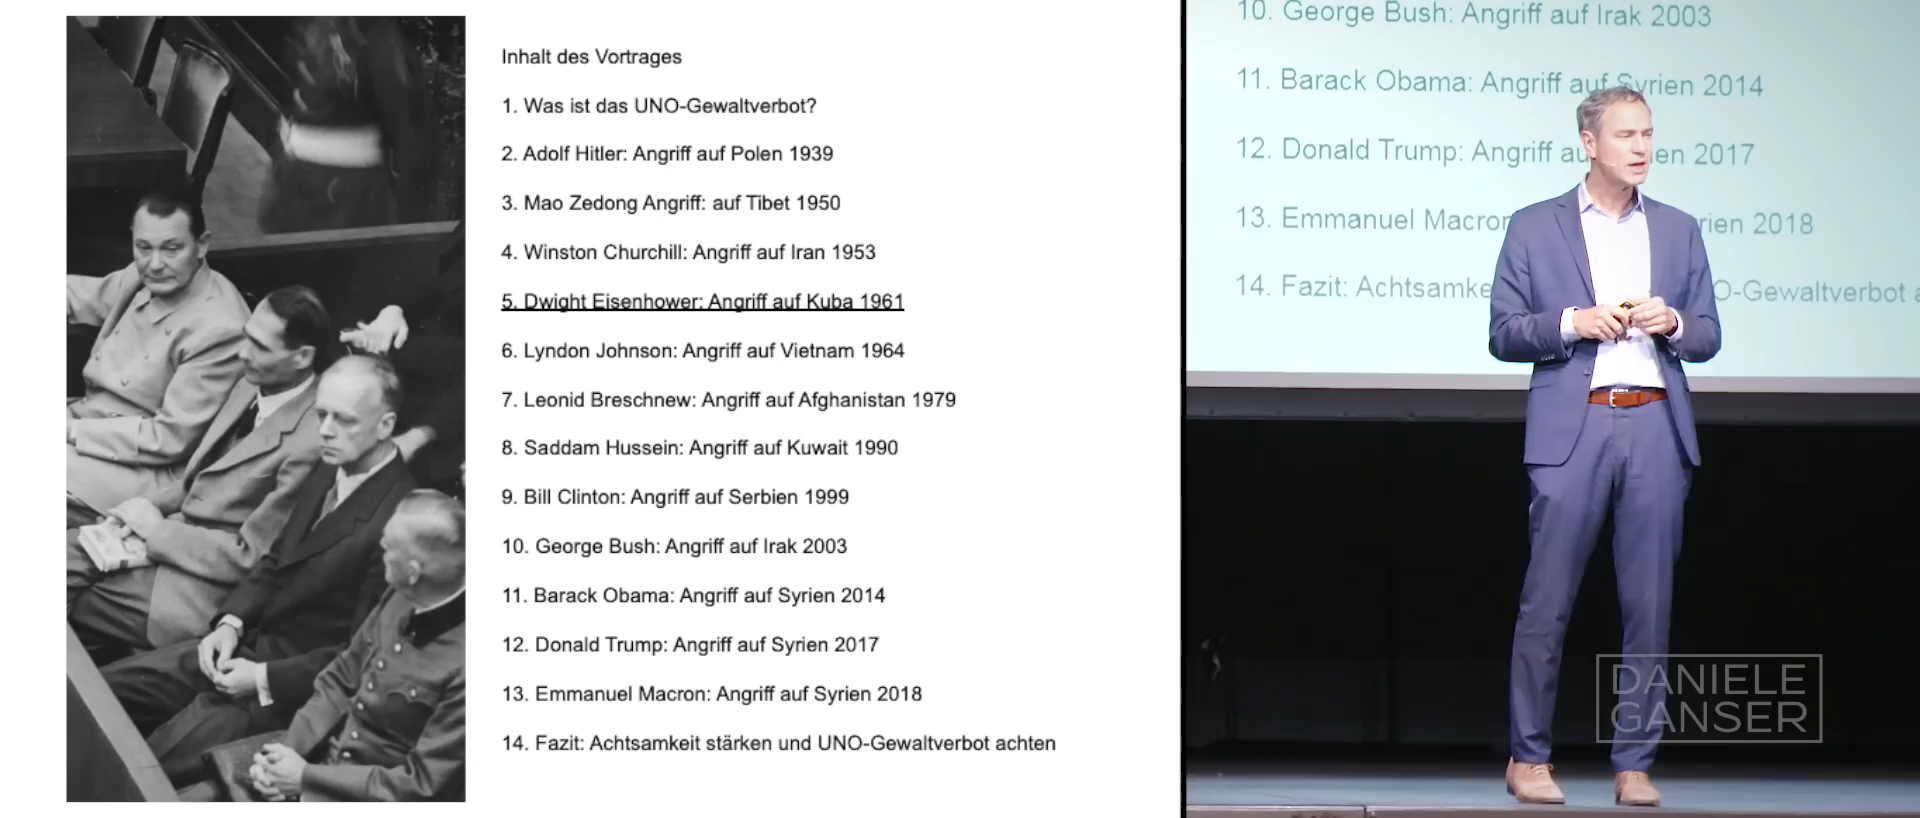 Inhalt des Vortrages
1. Was ist das UNO-Gewaltverbot?
2. Adolf Hitler: Angriff auf Polen 1939
3. Mao Zedong Angriff: auf Tibet 1950
4. Winston Churchill: Angriff auf Iran 1953
5. Dwight Eisenhower: Angriff auf Kuba 1961
6. Lyndon Johnson: Angriff auf Vietnam 1964
7. Leonid Breschnew: Angriff auf Afghanistan 1979
8. Saddam Hussein: Angriff auf Kuwait 1990
9. Bill Clinton: Angriff auf Serbien 1999
10. George Bush: Angriff auf Irak 2003
11. Barack Obama: Angriff auf Syrien 2014
12. Donald Trump: Angriff auf Syrien 2017
13. Emmanuel Macron: Angriff auf Syrien 2018
14. Fazit: Achtsamkeit stärken und UNO-Gewaltverbot achten
10. George Bush: Angriff auf Irak 2003
11. Barack Obama: Angriff auf Syrien 2014
12. Donald Trump: Angriff 2017
13. Emmanuel 2018
14. Fazit:
DANIELE
GANSER